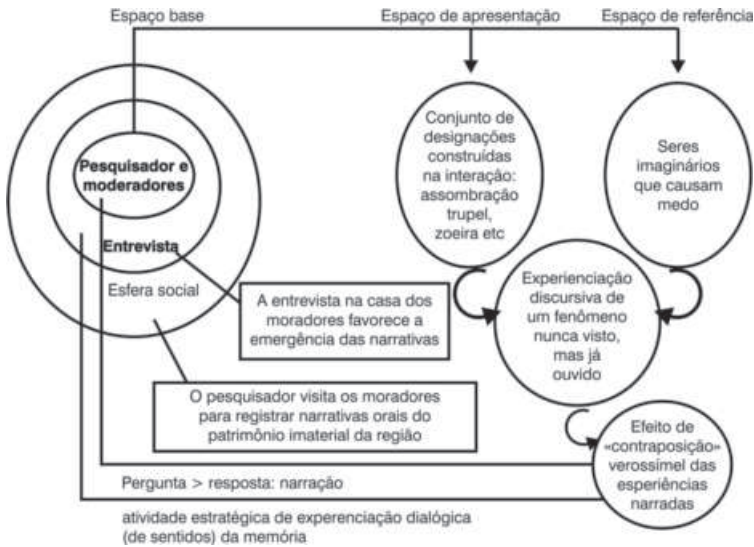 Espaço base
Espaço de apresentação
Espaço de referência
Pesquisador e
moderadores
Entrevista
Esfera social
A entrevista na casa dos
moradores favorece a
emergência das narrativas
O pesquisador visita os moradores
para registrar narrativas orais do
patrimônio imaterial da região
Conjunto de
designações
construídas
na interação:
assombração
trupel,
zoeira etc
Seres
imaginários
que causam
medo
Experienciação
discursiva de
um fenômeno
nunca visto,
mas já
ouvido
Efeito de
«contraposição»
verossímel das
esperiências
narradas
Pergunta > resposta: narração
atividade estratégica de experenciação dialógica
(de sentidos) da memória